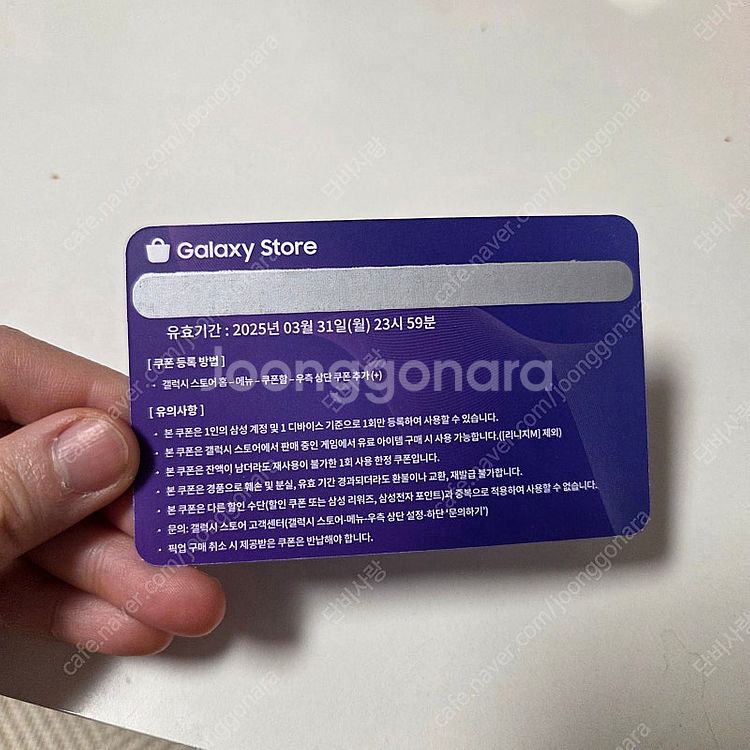 Galaxy Store
유효기간 : 2025년 03월 31일(월) 23시 59분
[ 쿠폰 등록 방법 ]
• 갤럭시 스토어 홈 – 메뉴 – 쿠폰함 – 우측 상단 쿠폰 추가 (+)
joonggonara
[ 유의사항 ]
• 본 쿠폰은 1인의 삼성 계정 및 1 디바이스 기준으로 1회만 등록하여 사용할 수 있습니다.
• 본 쿠폰은 갤럭시 스토어에서 판매 중인 게임에서 유료 아이템 구매 시 사용 가능합니다.([리니지M] 제외)
• 본 쿠폰은 잔액이 남더라도 재사용이 불가한 1회 사용 한정 쿠폰입니다.
• 본 쿠폰은 경품으로 훼손 및 분실, 유효 기간 경과되더라도 환불이나 교환, 재발급 불가합니다.
• 본 쿠폰은 다른 할인 수단(할인 쿠폰 또는 삼성 리워즈, 삼성전자 포인트)과 중복으로 적용하여 사용할 수 없습니다.
• 문의: 갤럭시 스토어 고객센터(갤럭시 스토어-메뉴-우측 상단 설정-하단 '문의하기')
• 픽업 구매 취소 시 제공받은 쿠폰은 반납해야 합니다.
cafe.naver.com/joonggonara
단비사랑